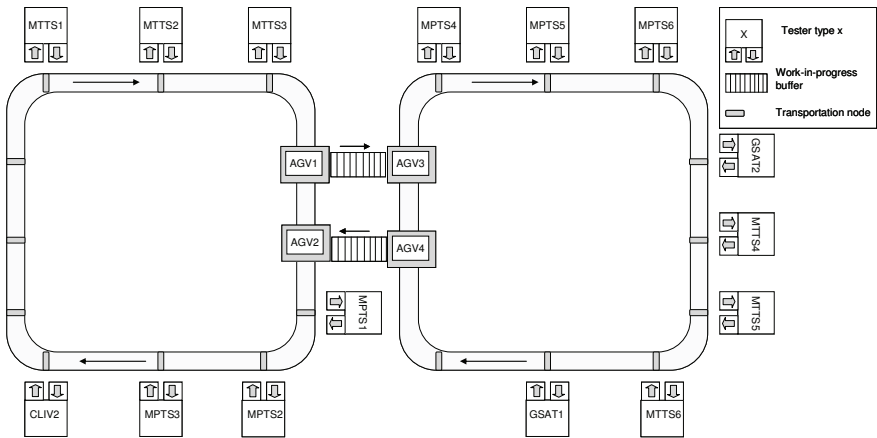 MTTS1
MTTS2
MTTS3
MPTS4
MPTS5
MPTS6
X
Tester type x
Work-in-progress
buffer
Transportation node
AGV1
AGV3
GSAT2
AGV2
AGV4
MTTS4
MPTS1
MTTS5
CLIV2
MPTS3
MPTS2
GSAT1
MTTS6